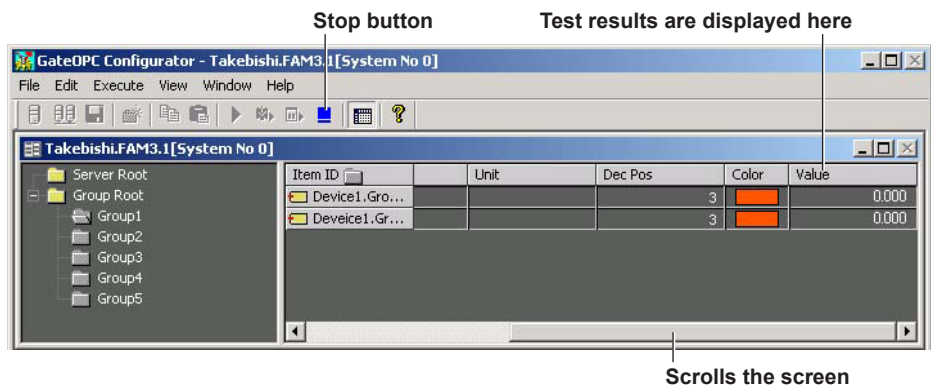 Stop button Test results are displayed here
GateOPC Configurator - Takebishi.FAM3.1[System No 0]
File Edit Execute View Window Help
Takebishi.FAM3.1[System No 0]
Server Root
Group Root
Group1
Group2
Group3
Group4
Group5
Item ID Unit Dec Pos Color Value
Device1.Gro... 3 0.000
Deveice1.Gr... 3 0.000
Scrolls the screen